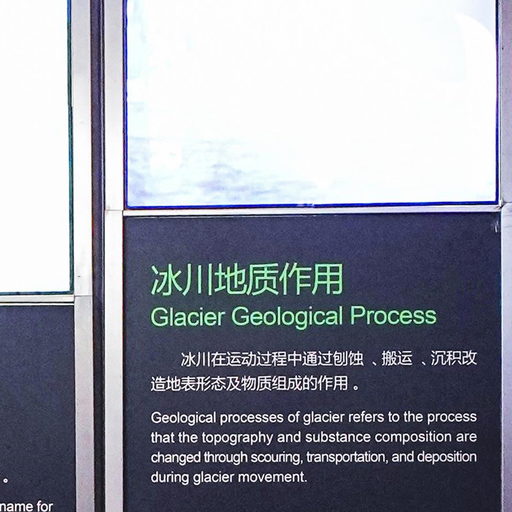 冰川地质作用
Glacier Geological Process
冰川在运动过程中通过刨蚀、搬运、沉积改
造地表形态及物质组成的作用。
Geological processes of glacier refers to the process
that the topography and substance composition are
changed through scouring, transportation, and deposition
during glacier movement.
。
name for